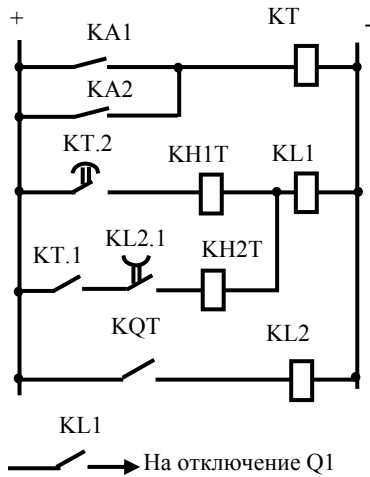 +
-
KA1
KT
KA2
KT.2
KH1T
KL1
KT.1
KL2.1
KH2T
KQT
KL2
KL1
На отключение Q1